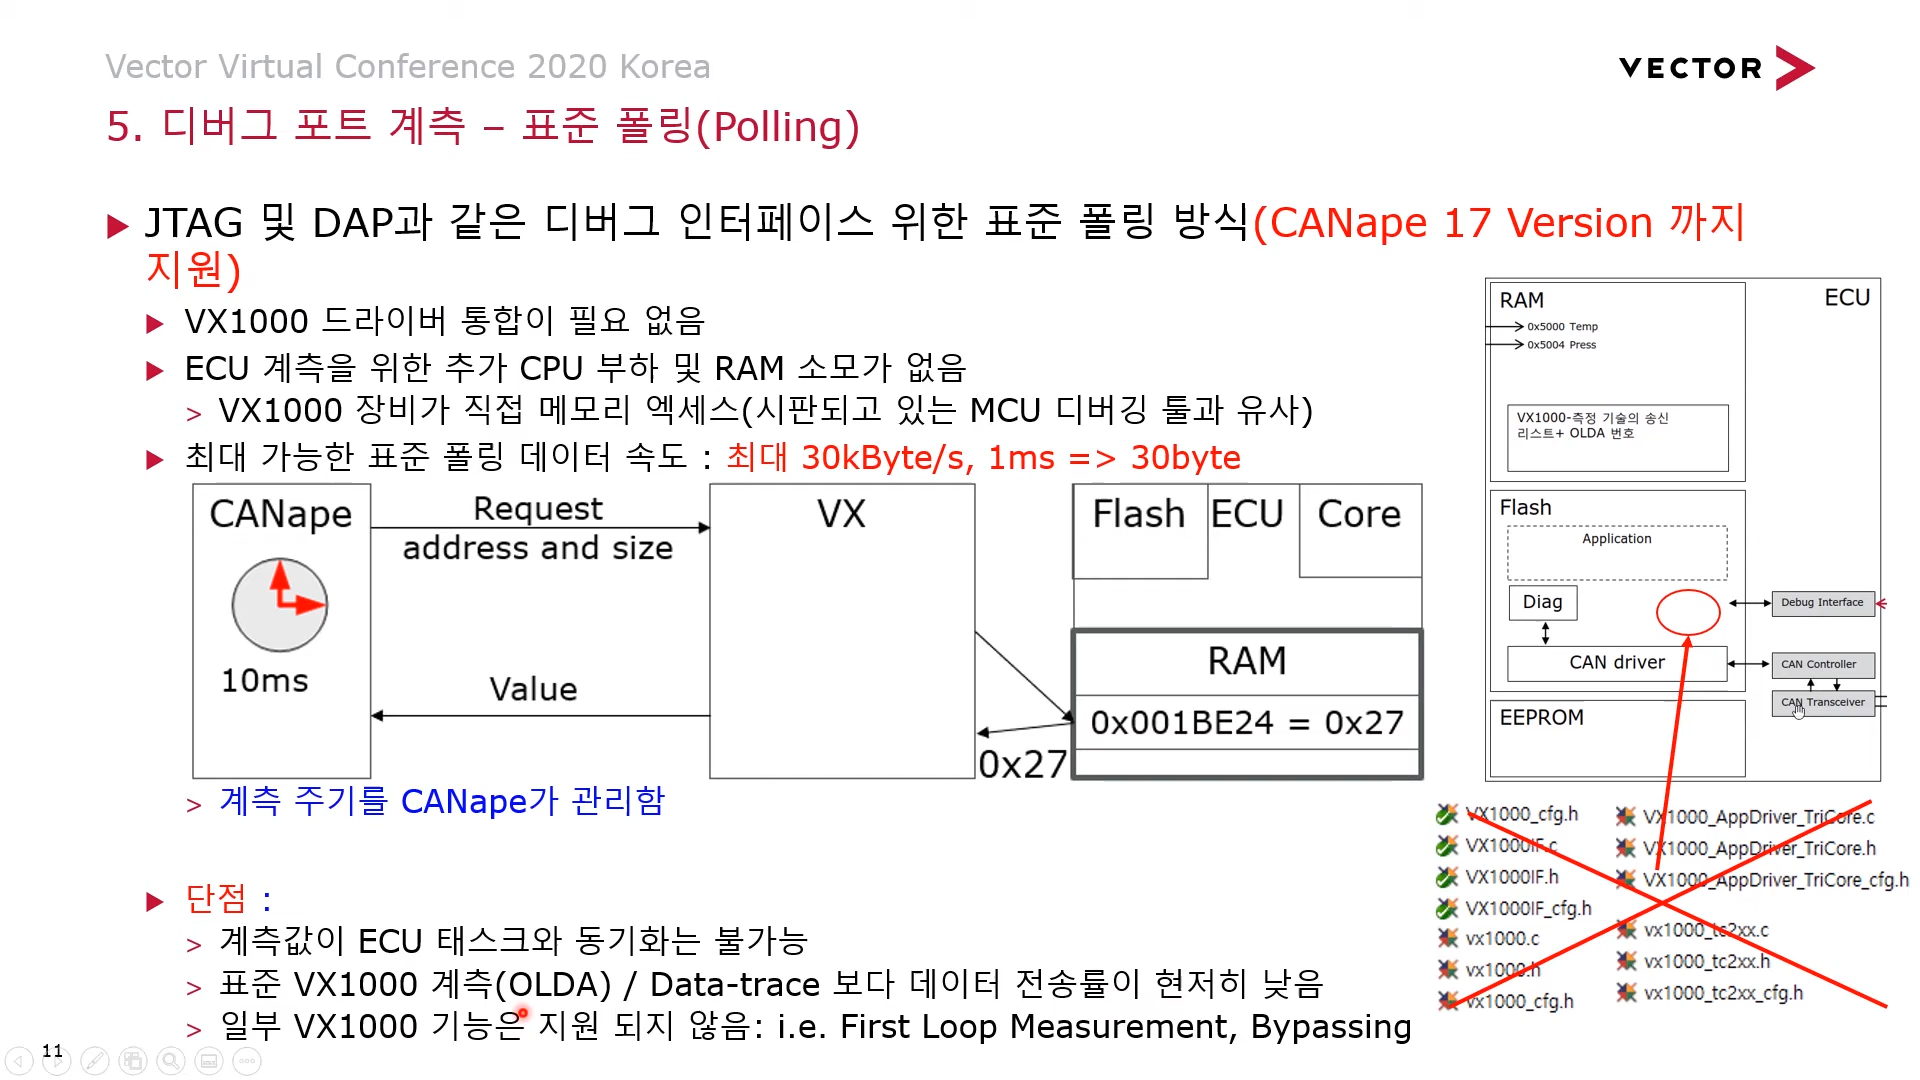 Vector Virtual Conference 2020 Korea
VECTOR
5. 디버그 포트 계측 – 표준 폴링(Polling)
JTAG 및 DAP과 같은 디버그 인터페이스 위한 표준 폴링 방식(CANape 17 Version 까지
지원)
VX1000 드라이버 통합이 필요 없음
ECU 계측을 위한 추가 CPU 부하 및 RAM 소모가 없음
> VX1000 장비가 직접 메모리 엑세스(시판되고 있는 MCU 디버깅 툴과 유사)
최대 가능한 표준 폴링 데이터 속도 : 최대 30kByte/s, 1ms => 30byte
CANape
10ms
Request
address and size
Value
VX
Flash
ECU
Core
RAM
0x001BE24 = 0x27
0x27
> 계측 주기를 CANape가 관리함
단점 :
> 계측값이 ECU 태스크와 동기화는 불가능
> 표준 VX1000 계측(OLDA) / Data-trace 보다 데이터 전송률이 현저히 낮음
> 일부 VX1000 기능은 지원 되지 않음: i.e. First Loop Measurement, Bypassing
RAM
ECU
0x5000 Temp
0x5004 Press
VX1000-측정 기술의 송신
리스트+ OLDA 번호
Flash
Application
Diag
CAN driver
EEPROM
Debug Interface
CAN Controller
CAN Transceiver
VX1000_cfg.h
VX1000IF.c
VX1000IF.h
VX1000IF_cfg.h
vx1000.c
vx1000.h
vx1000_cfg.h
VX1000_AppDriver_TriCore.c
VX1000_AppDriver_TriCore.h
VX1000_AppDriver_TriCore_cfg.h
vx1000_tc2xx.c
vx1000_tc2xx.h
vx1000_tc2xx_cfg.h
11